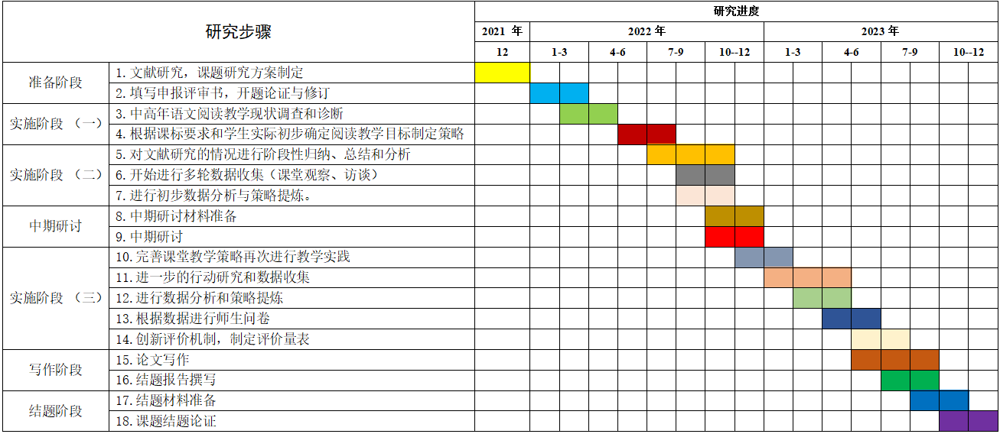 研究步骤
研究进度
2021 年
2022 年
2023 年
12
1-3
4-6
7-9
10--12
1-3
4-6
7-9
10--12
准备阶段
1.文献研究，课题研究方案制定
2.填写申报评审书，开题论证与修订
实施阶段 （一）
3.中高年语文阅读教学现状调查和诊断
4.根据课标要求和学生实际初步确定阅读教学目标制定策略
实施阶段 （二）
5.对文献研究的情况进行阶段性归纳、总结和分析
6.开始进行多轮数据收集（课堂观察、访谈）
7.进行初步数据分析与策略提炼。
中期研讨
8.中期研讨材料准备
9.中期研讨
实施阶段 （三）
10.完善课堂教学策略再次进行教学实践
11.进一步的行动研究和数据收集
12.进行数据分析和策略提炼
13.根据数据进行师生问卷
14.创新评价机制，制定评价量表
写作阶段
15.论文写作
16.结题报告撰写
结题阶段
17.结题材料准备
18.课题结题论证